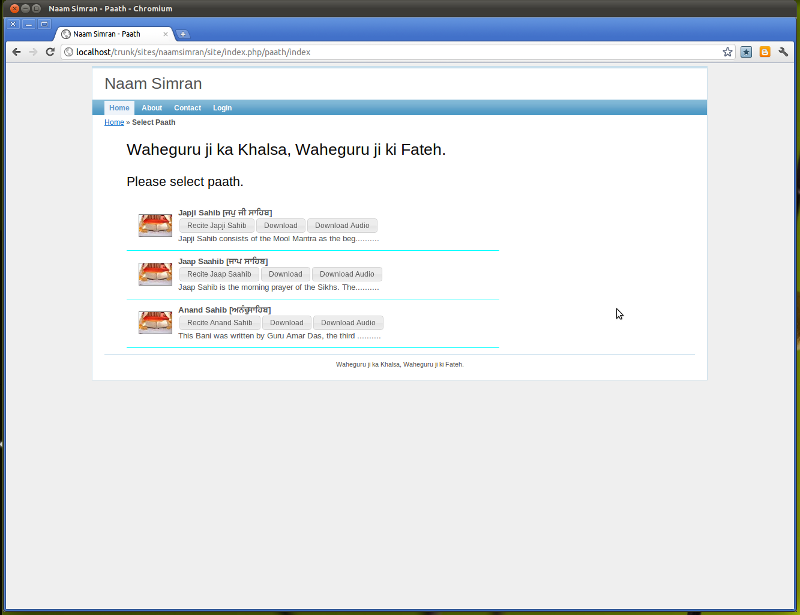 Naam Simran - Paath - Chromium
Naam Simran - Paath
localhost/trunk/sites/naamsimran/site/index.php/paath/index
Naam Simran
Home About Contact Login
Home » Select Paath
Waheguru ji ka Khalsa, Waheguru ji ki Fateh.
Please select paath.
Japji Sahib [ਜਪੁ ਜੀ ਸਾਹਿਬ]
Recite Japji Sahib Download Download Audio
Japji Sahib consists of the Mool Mantra as the beg..........
Jaap Saahib [ਜਾਪ ਸਾਹਿਬ]
Recite Jaap Saahib Download Download Audio
Jaap Sahib is the morning prayer of the Sikhs. The..........
Anand Sahib
Recite Anand Sahib Download Download Audio
This Bani was written by Guru Amar Das, the third ..........
Waheguru ji ka Khalsa, Waheguru ji ki Fateh.